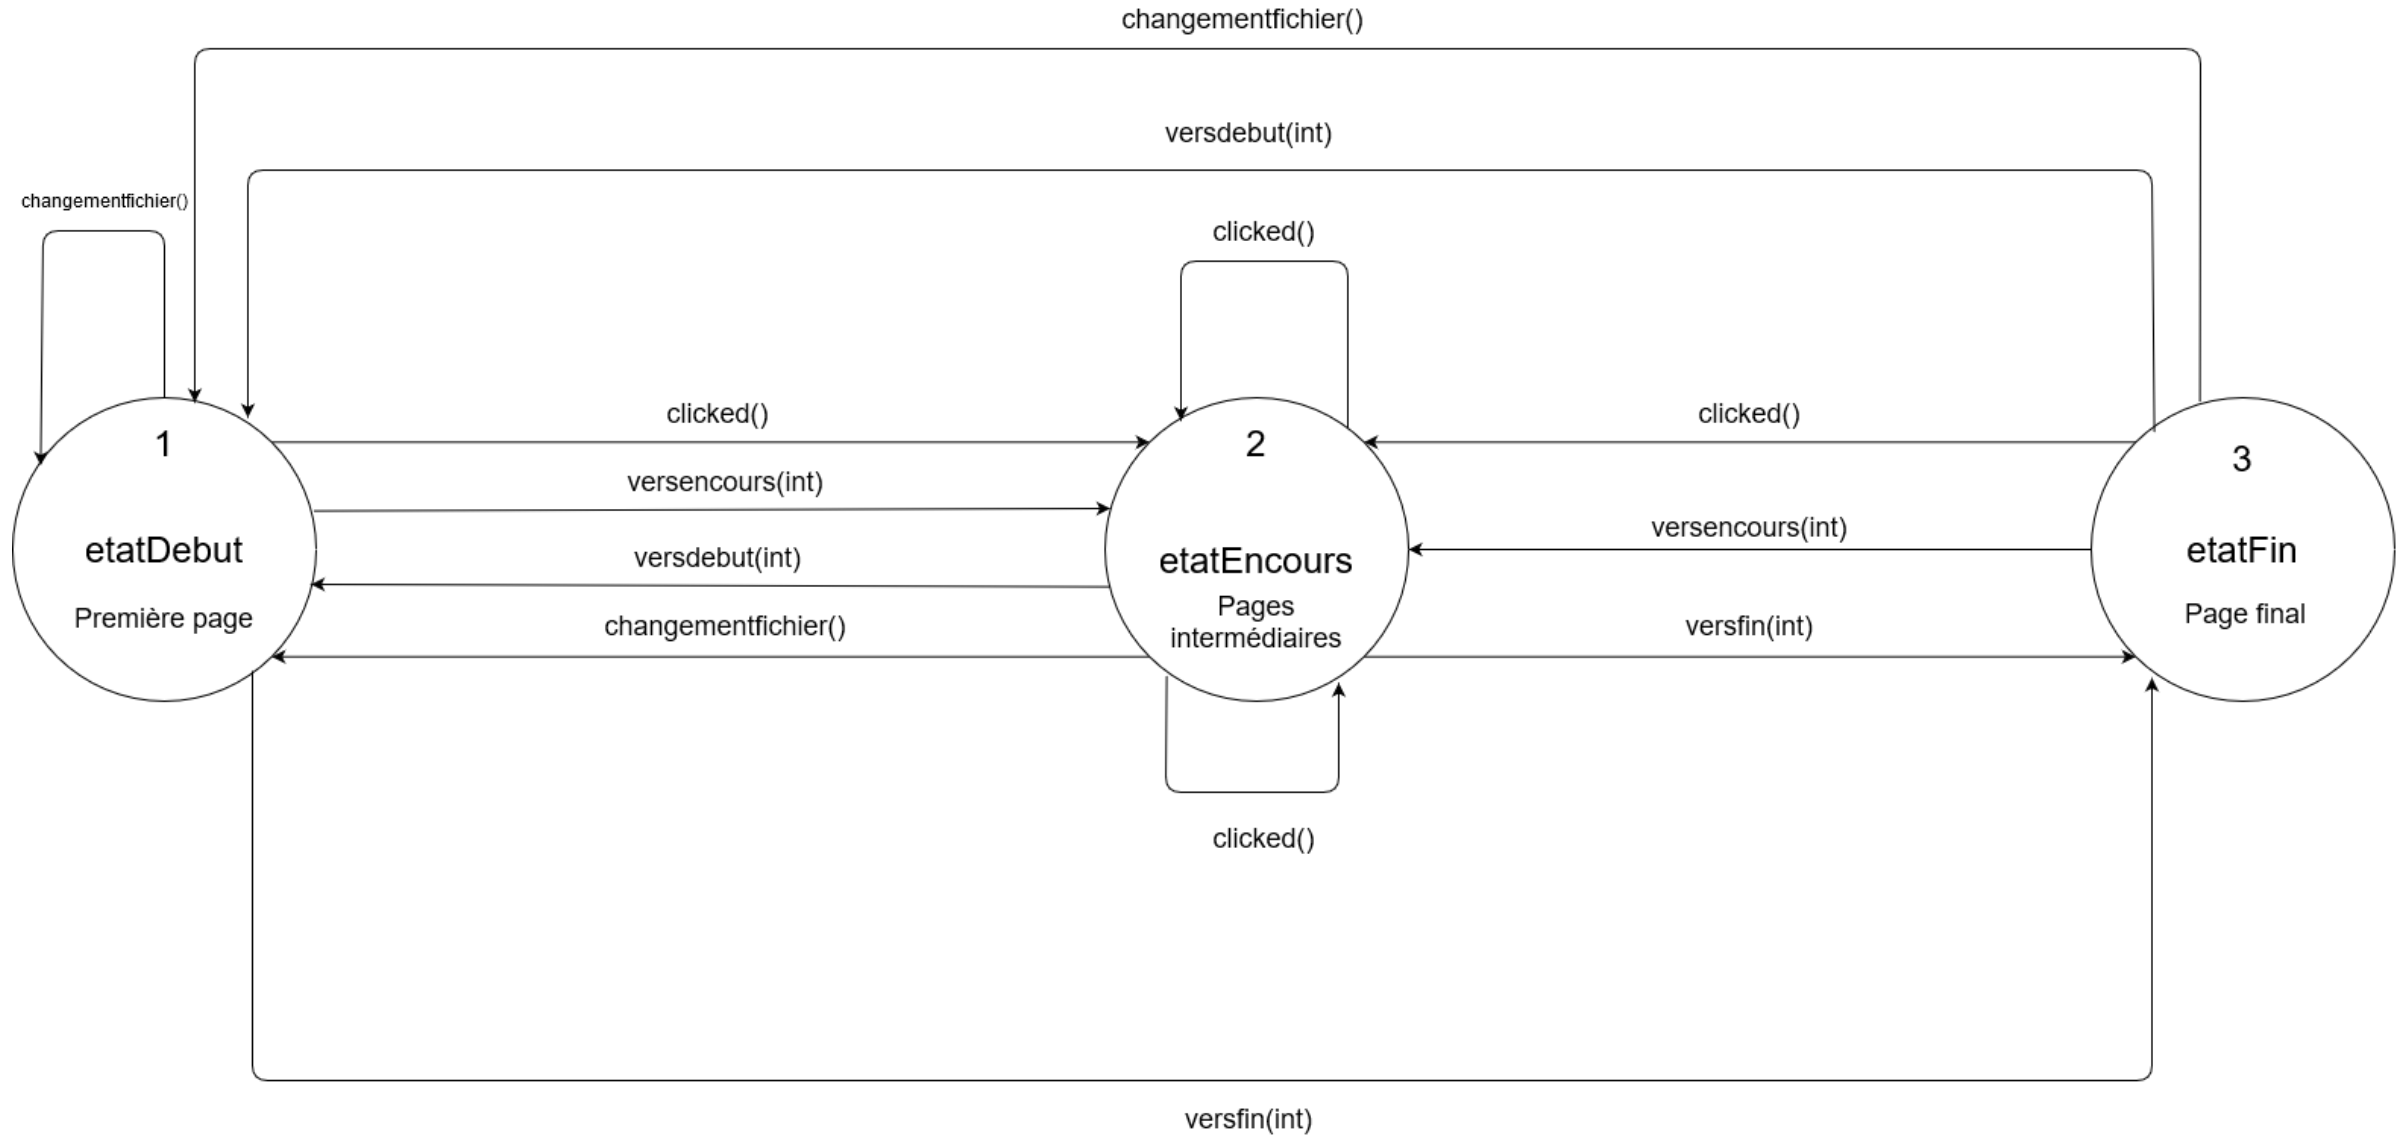 changementfichier()
versdebut(int)
changementfichier()
clicked()
clicked()
clicked()
1
2
3
versencours(int)
versencours(int)
etatDebut
etatEncours
etatFin
versdebut(int)
Première page
Pages
intermédiaires
Page final
changementfichier()
versfin(int)
clicked()
versfin(int)